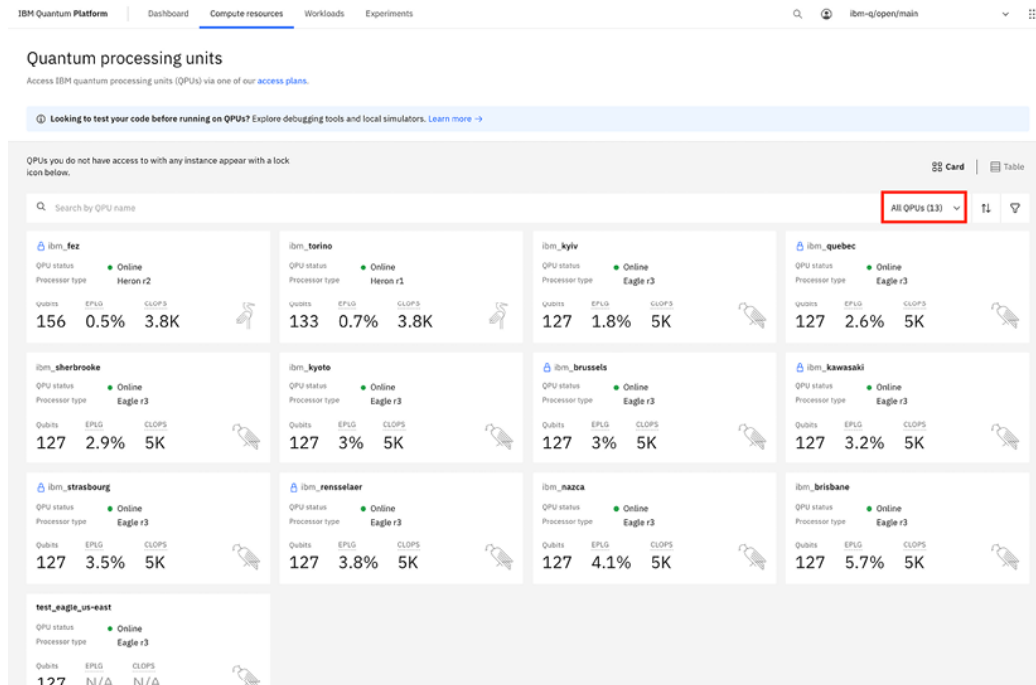 IBM Quantum Platform Dashboard Compute resources Workloads Experiments ibm-q/open/main
Quantum processing units
Access IBM quantum processing units (QPUs) via one of our access plans.
Looking to test your code before running on QPUs? Explore debugging tools and local simulators. Learn more →
QPUs you do not have access to with any instance appear with a lock
icon below.
Card Table
Search by QPU name All QPUs (13)
ibm_fez
QPU status Online
Processor type Heron r2
Qubits EPLG CLOPS
156 0.5% 3.8K
ibm_torino
QPU status Online
Processor type Heron r1
Qubits EPLG CLOPS
133 0.7% 3.8K
ibm_kyiv
QPU status Online
Processor type Eagle r3
Qubits EPLG CLOPS
127 1.8% 5K
ibm_quebec
QPU status Online
Processor type Eagle r3
Qubits EPLG CLOPS
127 2.6% 5K
ibm_sherbrooke
QPU status Online
Processor type Eagle r3
Qubits EPLG CLOPS
127 2.9% 5K
ibm_kyoto
QPU status Online
Processor type Eagle r3
Qubits EPLG CLOPS
127 3% 5K
ibm_brussels
QPU status Online
Processor type Eagle r3
Qubits EPLG CLOPS
127 3% 5K
ibm_kawasaki
QPU status Online
Processor type Eagle r3
Qubits EPLG CLOPS
127 3.2% 5K
ibm_strasbourg
QPU status Online
Processor type Eagle r3
Qubits EPLG CLOPS
127 3.5% 5K
ibm_rensselaer
QPU status Online
Processor type Eagle r3
Qubits EPLG CLOPS
127 3.8% 5K
ibm_nazca
QPU status Online
Processor type Eagle r3
Qubits EPLG CLOPS
127 4.1% 5K
ibm_brisbane
QPU status Online
Processor type Eagle r3
Qubits EPLG CLOPS
127 5.7% 5K
test_eagle_us-east
QPU status Online
Processor type Eagle r3
Qubits EPLG CLOPS
127 N/A N/A